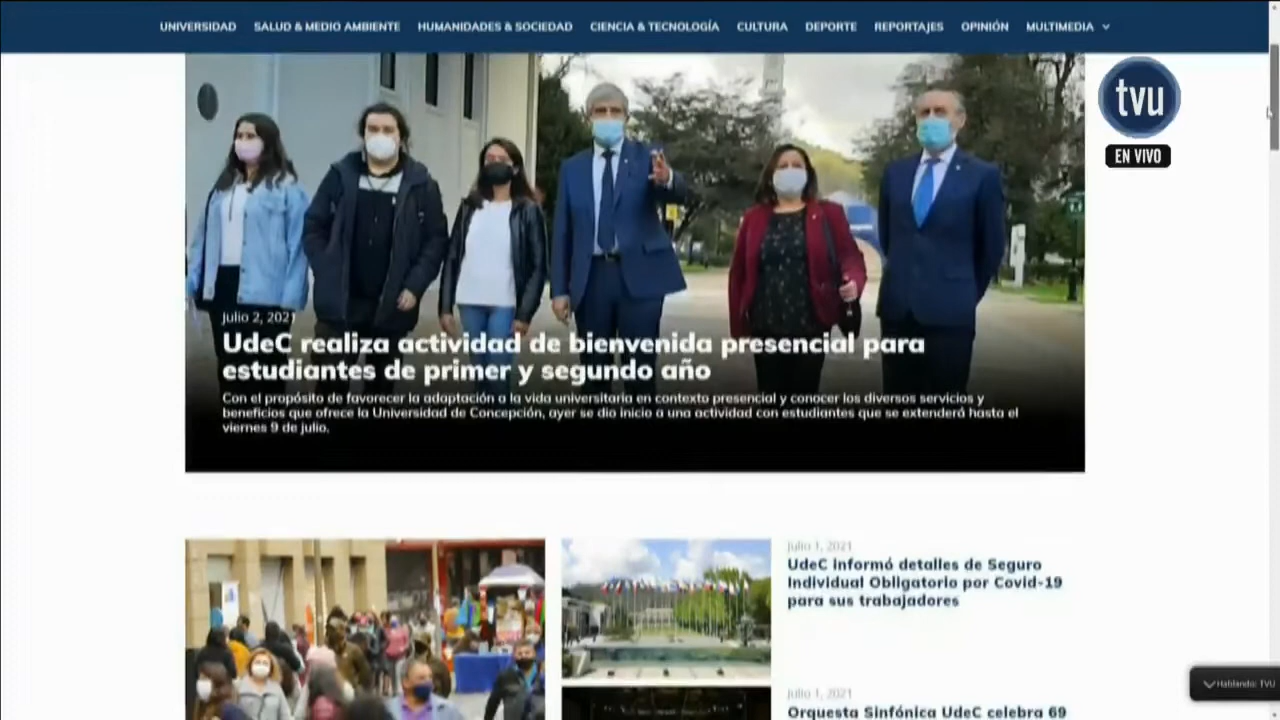 UNIVERSIDAD SALUD & MEDIO AMBIENTE HUMANIDADES & SOCIEDAD CIENCIA & TECNOLOGÍA CULTURA DEPORTE REPORTAJES OPINIÓN MULTIMEDIA
tvu
EN VIVO
Julio 2, 2021
UdeC realiza actividad de bienvenida presencial para
estudiantes de primer y segundo año
Con el propósito de favorecer la adaptación a la vida universitaria en contexto presencial y conocer los diversos servicios y
beneficios que ofrece la Universidad de Concepción, ayer se dio inicio a una actividad con estudiantes que se extenderá hasta el
viernes 9 de julio.
Julio 1, 2021
UdeC informó detalles de Seguro
Individual Obligatorio por Covid-19
para sus trabajadores
Julio 1, 2021
Orquesta Sinfónica UdeC celebra 69
Hablando: TVU